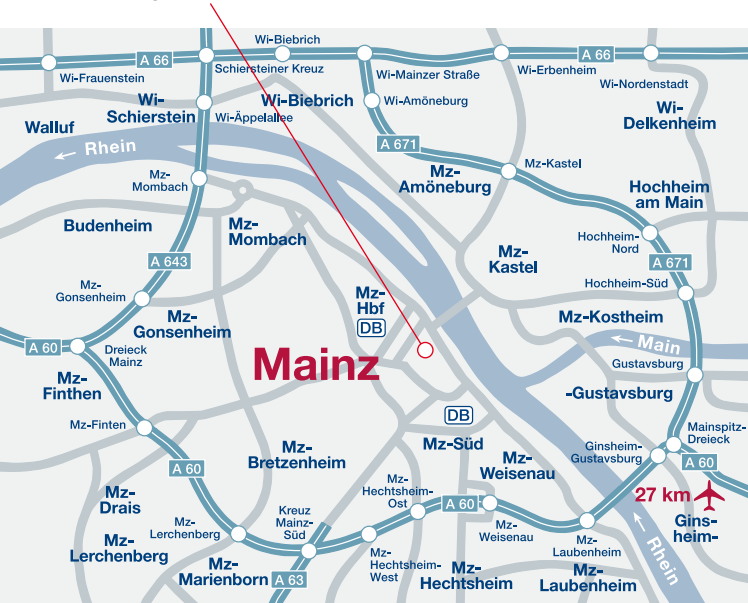 Wi-Biebrich
A 66
A 66
Wi-Frauenstein
Schiersteiner Kreuz
Wi-Mainzer Straße
Wi-Erbenheim
Wi-Nordenstadt
Wi-
Schierstein
Wi-Biebrich
Wi-Amöneburg
Wi-Äppelallee
Wi-
Delkenheim
Walluf
← Rhein
A 671
Mz-
Mombach
Mz-
Amöneburg
Mz-Kastel
Hochheim
am Main
Budenheim
Mz-
Mombach
Hochheim-
Nord
Mz-
Kastel
A 643
A 671
Mz-
Gonsenheim
Hochheim-Süd
Mz-
Hbf
DB
Mz-
Gonsenheim
Mz-Kostheim
A 60
Dreieck
Mainz
← Main
Mainz
Gustavsburg
Mz-
Finthen
-Gustavsburg
DB
Mz-Finten
Mainspitz-
Dreieck
Mz-Süd
Mz-
Bretzenheim
Mz-
Weisenau
Ginsheim-
Gustavsburg
A 60
A 60
Mz-
Hechtsheim-
Ost
Mz-
Drais
A 60
27 km
Kreuz
Mainz-
Süd
Mz-
Lerchenberg
Mz-
Weisenau
Gins-
heim-
Mz-
Lerchenberg
Mz-
Laubenheim
← Rhein
Mz-
Hechtsheim-
West
Mz-
Marienborn
A 63
Mz-
Hechtsheim
Mz-
Laubenheim